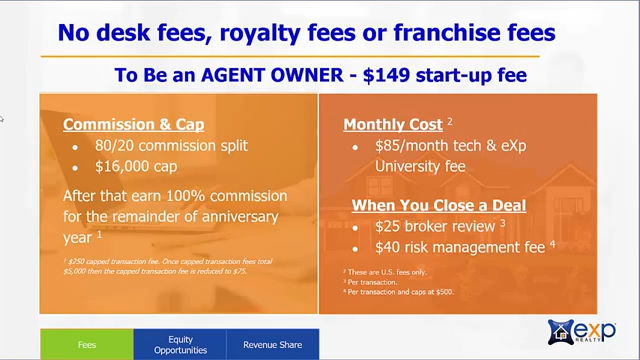 No desk fees, royalty fees or franchise fees
To Be an AGENT OWNER - $149 start-up fee
Commission & Cap
• 80/20 commission split
• $16,000 cap
After that earn 100% commission
for the remainder of anniversary
year 1
1 $250 capped transaction fee. Once capped transaction fees total
$5,000 then the capped transaction fee is reduced to $75.
Monthly Cost 2
• $85/month tech & eXp
University fee
When You Close a Deal
• $25 broker review 3
• $40 risk management fee 4
2 These are U.S. fees only.
3 Per transaction.
4 Per transaction and caps at $500.
Fees
Equity
Opportunities
Revenue Share
exp
REALTY